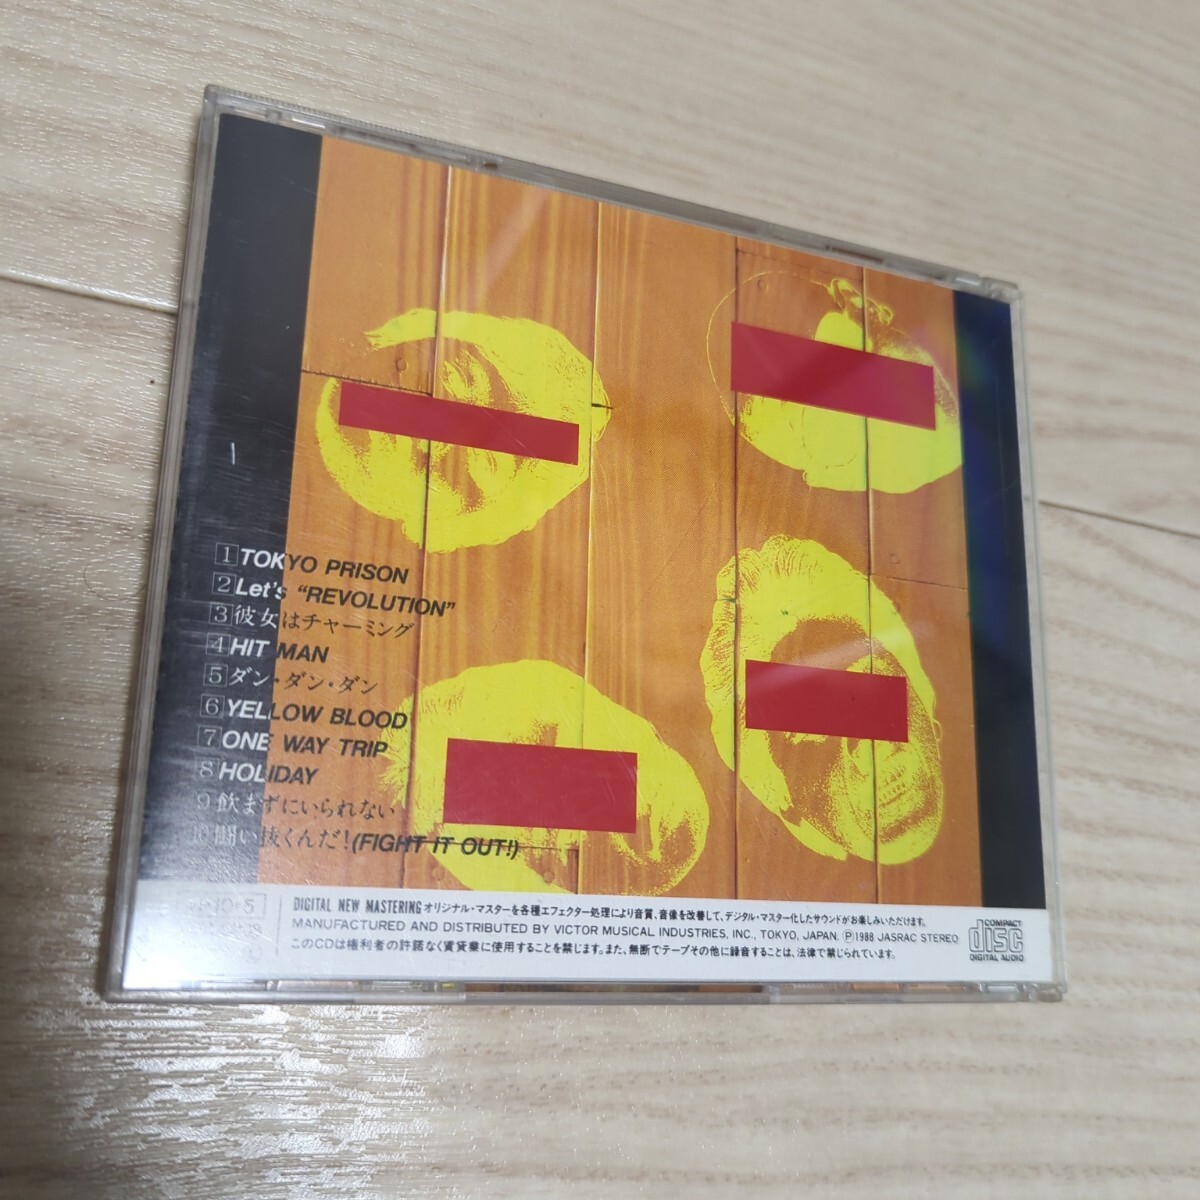 1 TOKYO PRISON
2 Let's "REVOLUTION"
3 彼女はチャーミング
4 HIT MAN
5 ダン・ダン・ダン
6 YELLOW BLOOD
7 ONE WAY TRIP
8 HOLIDAY
9 飲まずにいられない
10 闘い抜くんだ!(FIGHT IT OUT!)
DIGITAL NEW MASTERING オリジナル・マスターを各種エフェクター処理により音質、音像を改善して、デジタル・マスター化したサウンドがお楽しみいただけます。
MANUFACTURED AND DISTRIBUTED BY VICTOR MUSICAL INDUSTRIES, INC., TOKYO, JAPAN. Ⓟ1988 JASRAC STEREO
このCDは権利者の許諾なく賃貸業に使用することを禁じます。また、無断でテープその他に録音することは、法律で禁じられています。
COMPACT
disc
DIGITAL AUDIO